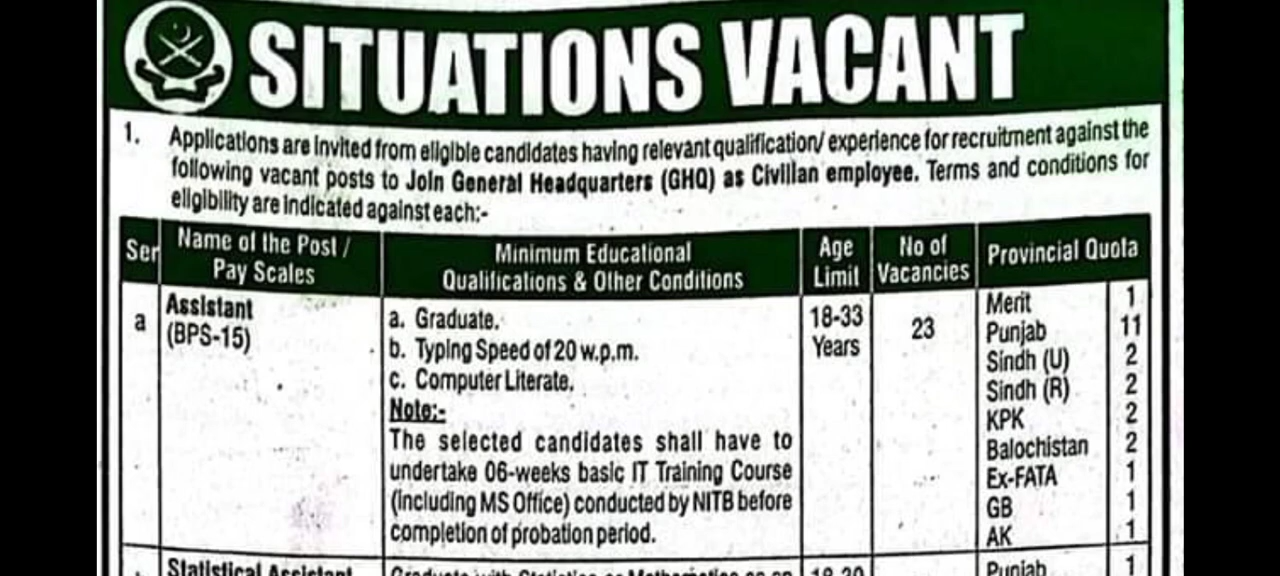 SITUATIONS VACANT
1. Applications are invited from eligible candidates having relevant qualification/ experience for recruitment against the
following vacant posts to Join General Headquarters (GHQ) as Civilian employee. Terms and conditions for
eligibility are indicated against each:-
Ser
Name of the Post /
Pay Scales
Minimum Educational
Qualifications & Other Conditions
Age
Limit
No of
Vacancies
Provincial Quota
a
Assistant
(BPS-15)
a. Graduate.
b. Typing Speed of 20 w.p.m.
c. Computer Literate.
Note:-
The selected candidates shall have to
undertake 06-weeks basic IT Training Course
(including MS Office) conducted by NITB before
completion of probation period.
18-33
Years
23
Merit 1
Punjab 11
Sindh (U) 2
Sindh (R) 2
KPK 2
Balochistan 2
Ex-FATA 1
GB 1
AK 1
Statistical Assistant
Graduate with Statistics or Mathematics
Punjab 1